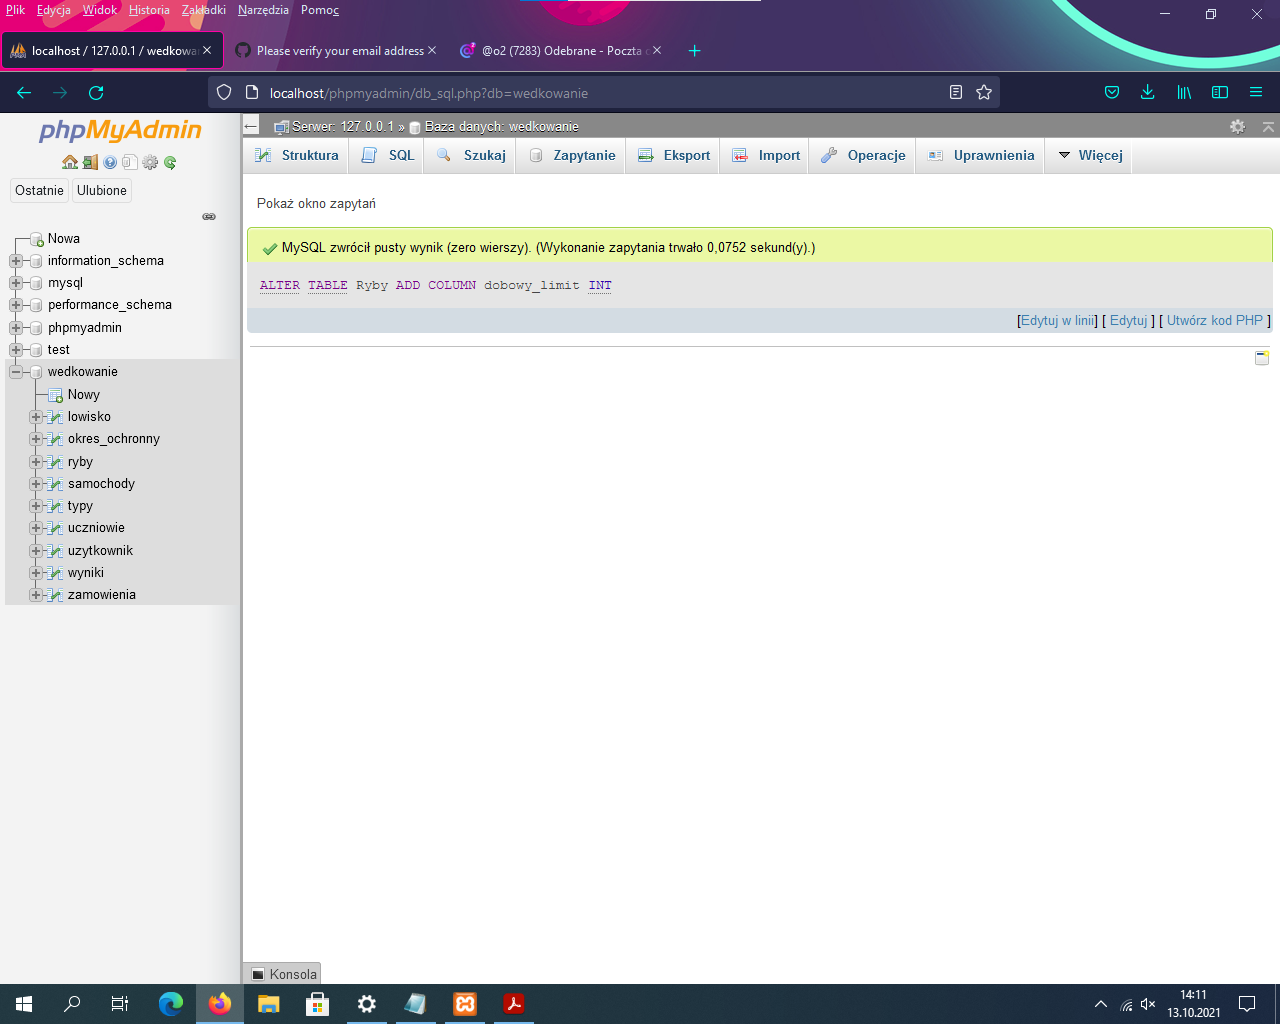 Plik Edycja Widok Historia Zakładki Narzędzia Pomoc
localhost / 127.0.0.1 / wedkowa
Please verify your email address
@o2 (7283) Odebrane - Poczta
localhost/phpmyadmin/db_sql.php?db=wedkowanie
phpMyAdmin
Ostatnie
Ulubione
Nowa
information_schema
mysql
performance_schema
phpmyadmin
test
wedkowanie
Nowy
lowisko
okres_ochronny
ryby
samochody
typy
uczniowie
uzytkownik
wyniki
zamowienia
Serwer: 127.0.0.1 » Baza danych: wedkowanie
Struktura SQL Szukaj Zapytanie Eksport Import Operacje Uprawnienia Więcej
Pokaż okno zapytań
MySQL zwrócił pusty wynik (zero wierszy). (Wykonanie zapytania trwało 0,0752 sekund(y).)
ALTER TABLE Ryby ADD COLUMN dobowy_limit INT
[Edytuj w linii] [ Edytuj ] [ Utwórz kod PHP ]
Konsola
14:11
13.10.2021